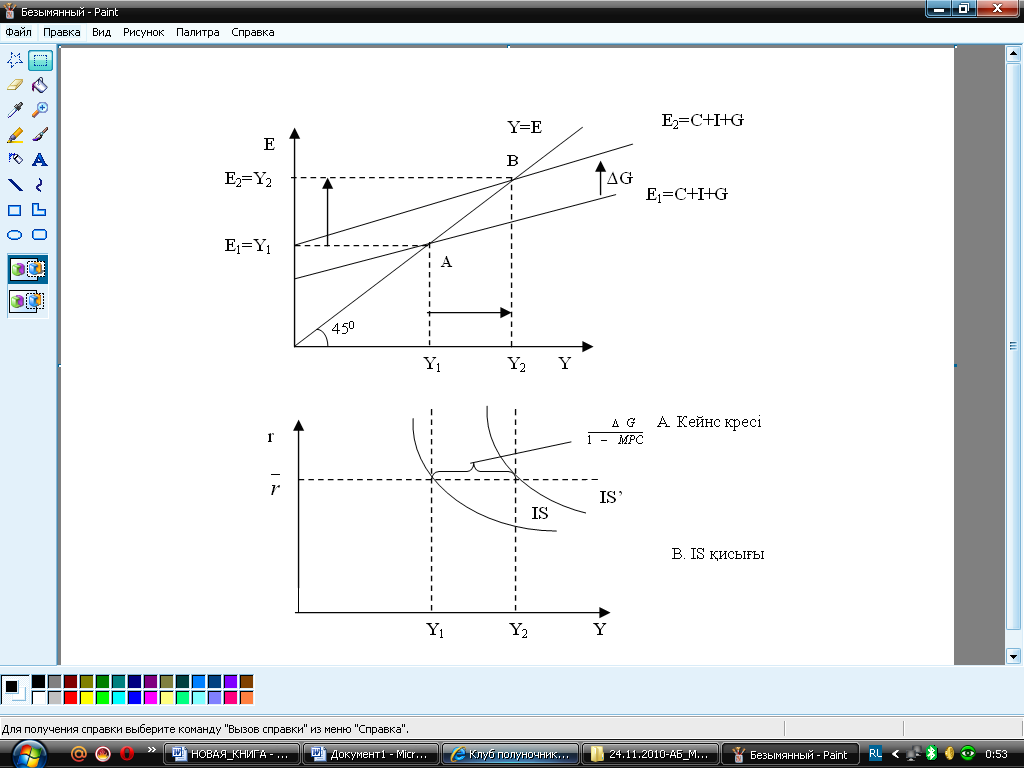 Безымянный - Paint
Файл Правка Вид Рисунок Палитра Справка
E
Y=E
E₂=C+I+G
B
E₂=Y₂
ΔG
E₁=C+I+G
E₁=Y₁
A
45⁰
Y₁ Y₂ Y
r
Δ G
1 - MPC
А. Кейнс кресі
r̅
IS'
IS
В. IS қисығы
Y₁ Y₂ Y
Для получения справки выберите команду "Вызов справки" из меню "Справка".
НОВАЯ_КНИГА - ...
Документ1 - Micr...
Клуб полуночник...
24.11.2010-АБ_М...
Безымянный - Paint
RL
0:53